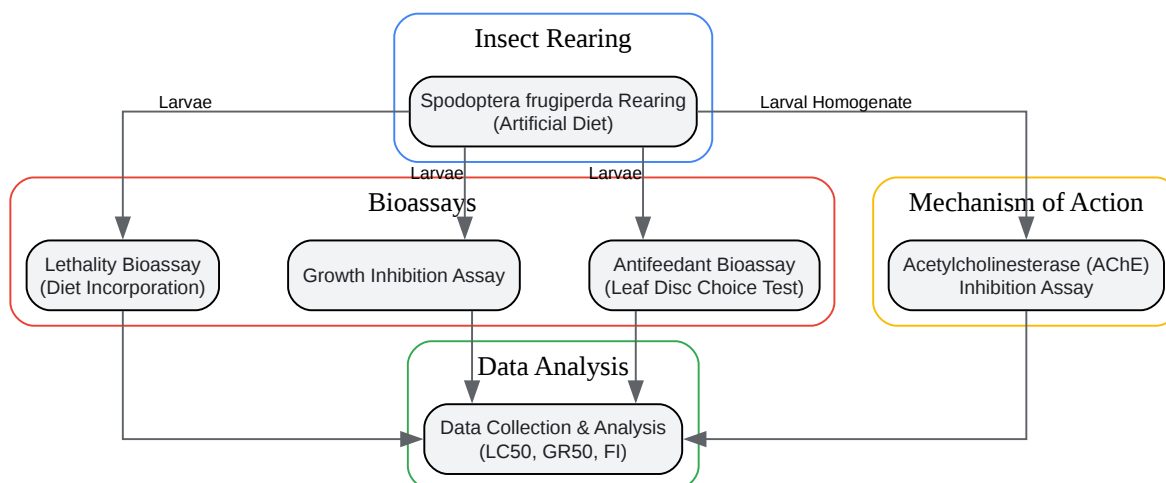 Insect Rearing
Spodoptera frugiperda Rearing
(Artificial Diet)
Larvae
Larval Homogenate
Larvae
Larvae
Bioassays
Mechanism of Action
Lethality Bioassay
(Diet Incorporation)
Growth Inhibition Assay
Antifeedant Bioassay
(Leaf Disc Choice Test)
Acetylcholinesterase (AChE)
Inhibition Assay
Data Analysis
Data Collection & Analysis
(LC50, GR50, FI)